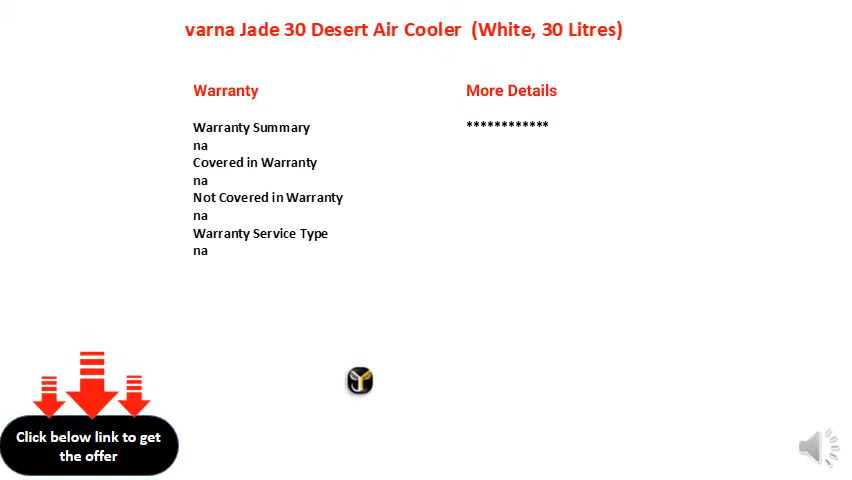 varna Jade 30 Desert Air Cooler  (White, 30 Litres)
Warranty
Warranty Summary
na
Covered in Warranty
na
Not Covered in Warranty
na
Warranty Service Type
na
More Details
************
Click below link to get
the offer